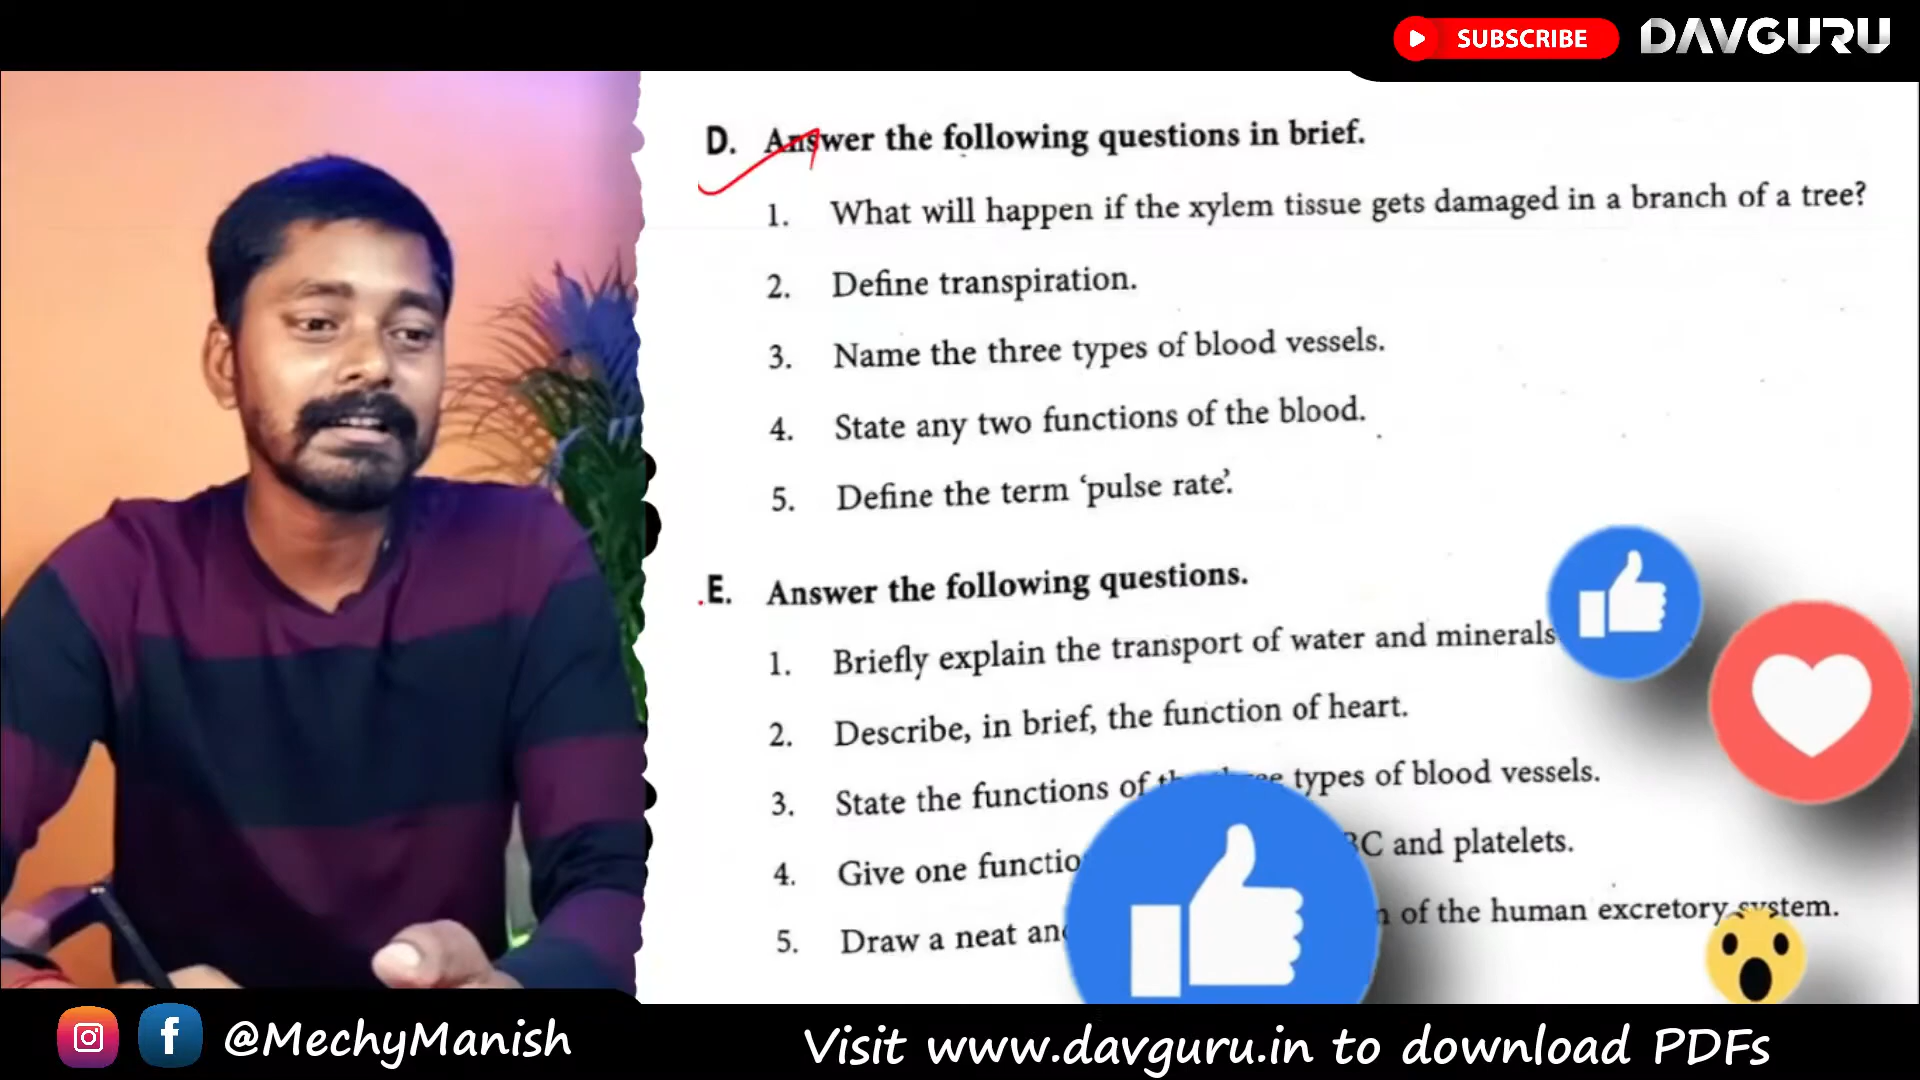 SUBSCRIBE DAVGURU
D. Answer the following questions in brief.
1. What will happen if the xylem tissue gets damaged in a branch of a tree?
2. Define transpiration.
3. Name the three types of blood vessels.
4. State any two functions of the blood.
5. Define the term ‘pulse rate’.
E. Answer the following questions.
1. Briefly explain the transport of water and minerals
2. Describe, in brief, the function of heart.
3. State the functions of types of blood vessels.
4. Give one and platelets.
5. Draw a neat of the human excretory system.
@MechyManish
Visit www.davguru.in to download PDFs